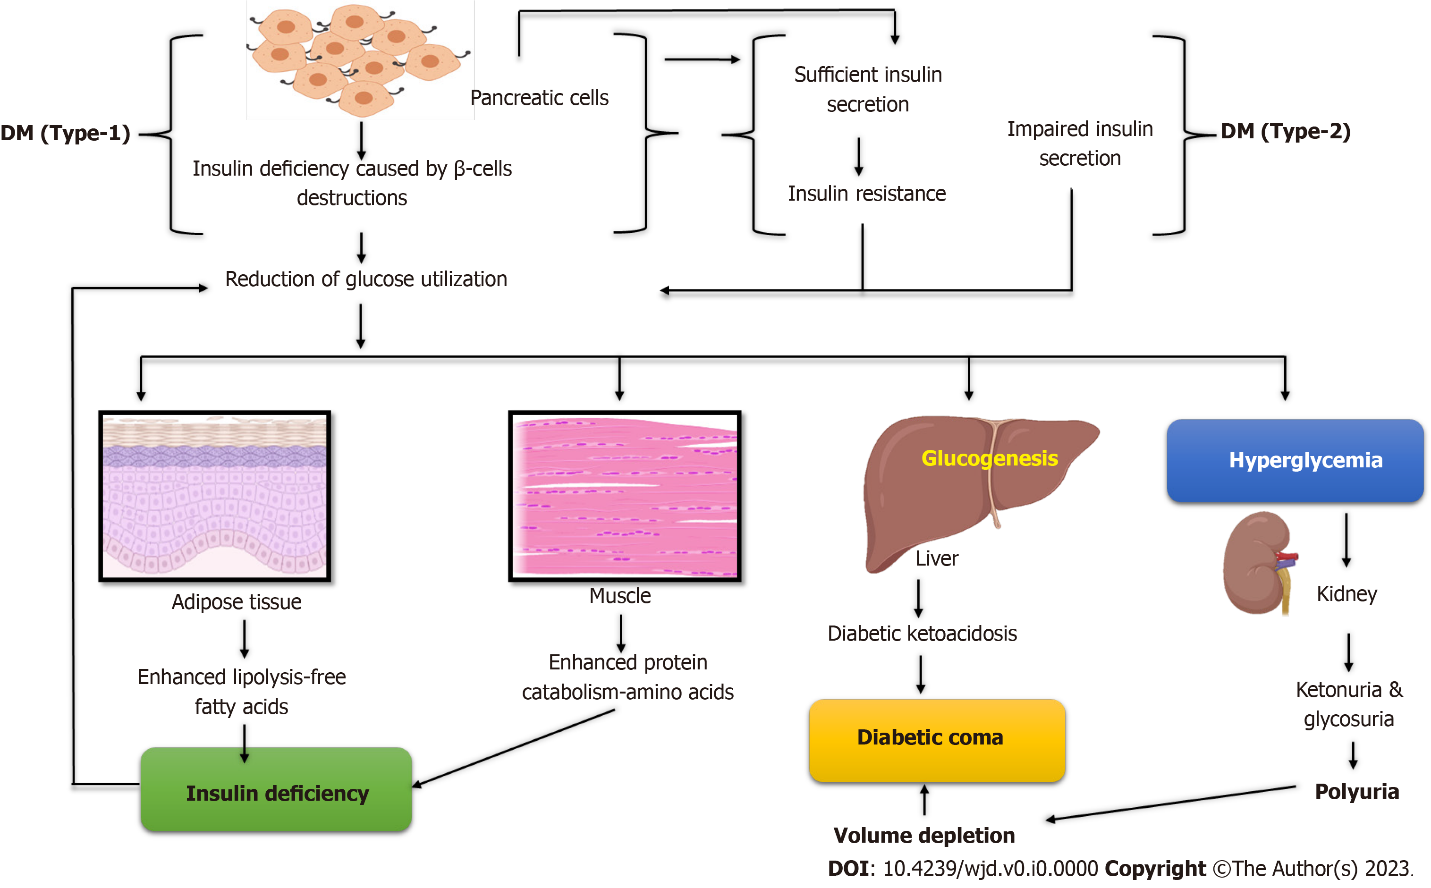 Pancreatic cells
DM (Type-1)
Insulin deficiency caused by β-cells
destructions
Sufficient insulin
secretion
Insulin resistance
Impaired insulin
secretion
DM (Type-2)
Reduction of glucose utilization
Adipose tissue
Enhanced lipolysis-free
fatty acids
Insulin deficiency
Muscle
Enhanced protein
catabolism-amino acids
Glucogenesis
Liver
Diabetic ketoacidosis
Diabetic coma
Hyperglycemia
Kidney
Ketonuria &
glycosuria
Polyuria
Volume depletion
DOI: 10.4239/wjd.v0.i0.0000 Copyright ©The Author(s) 2023.